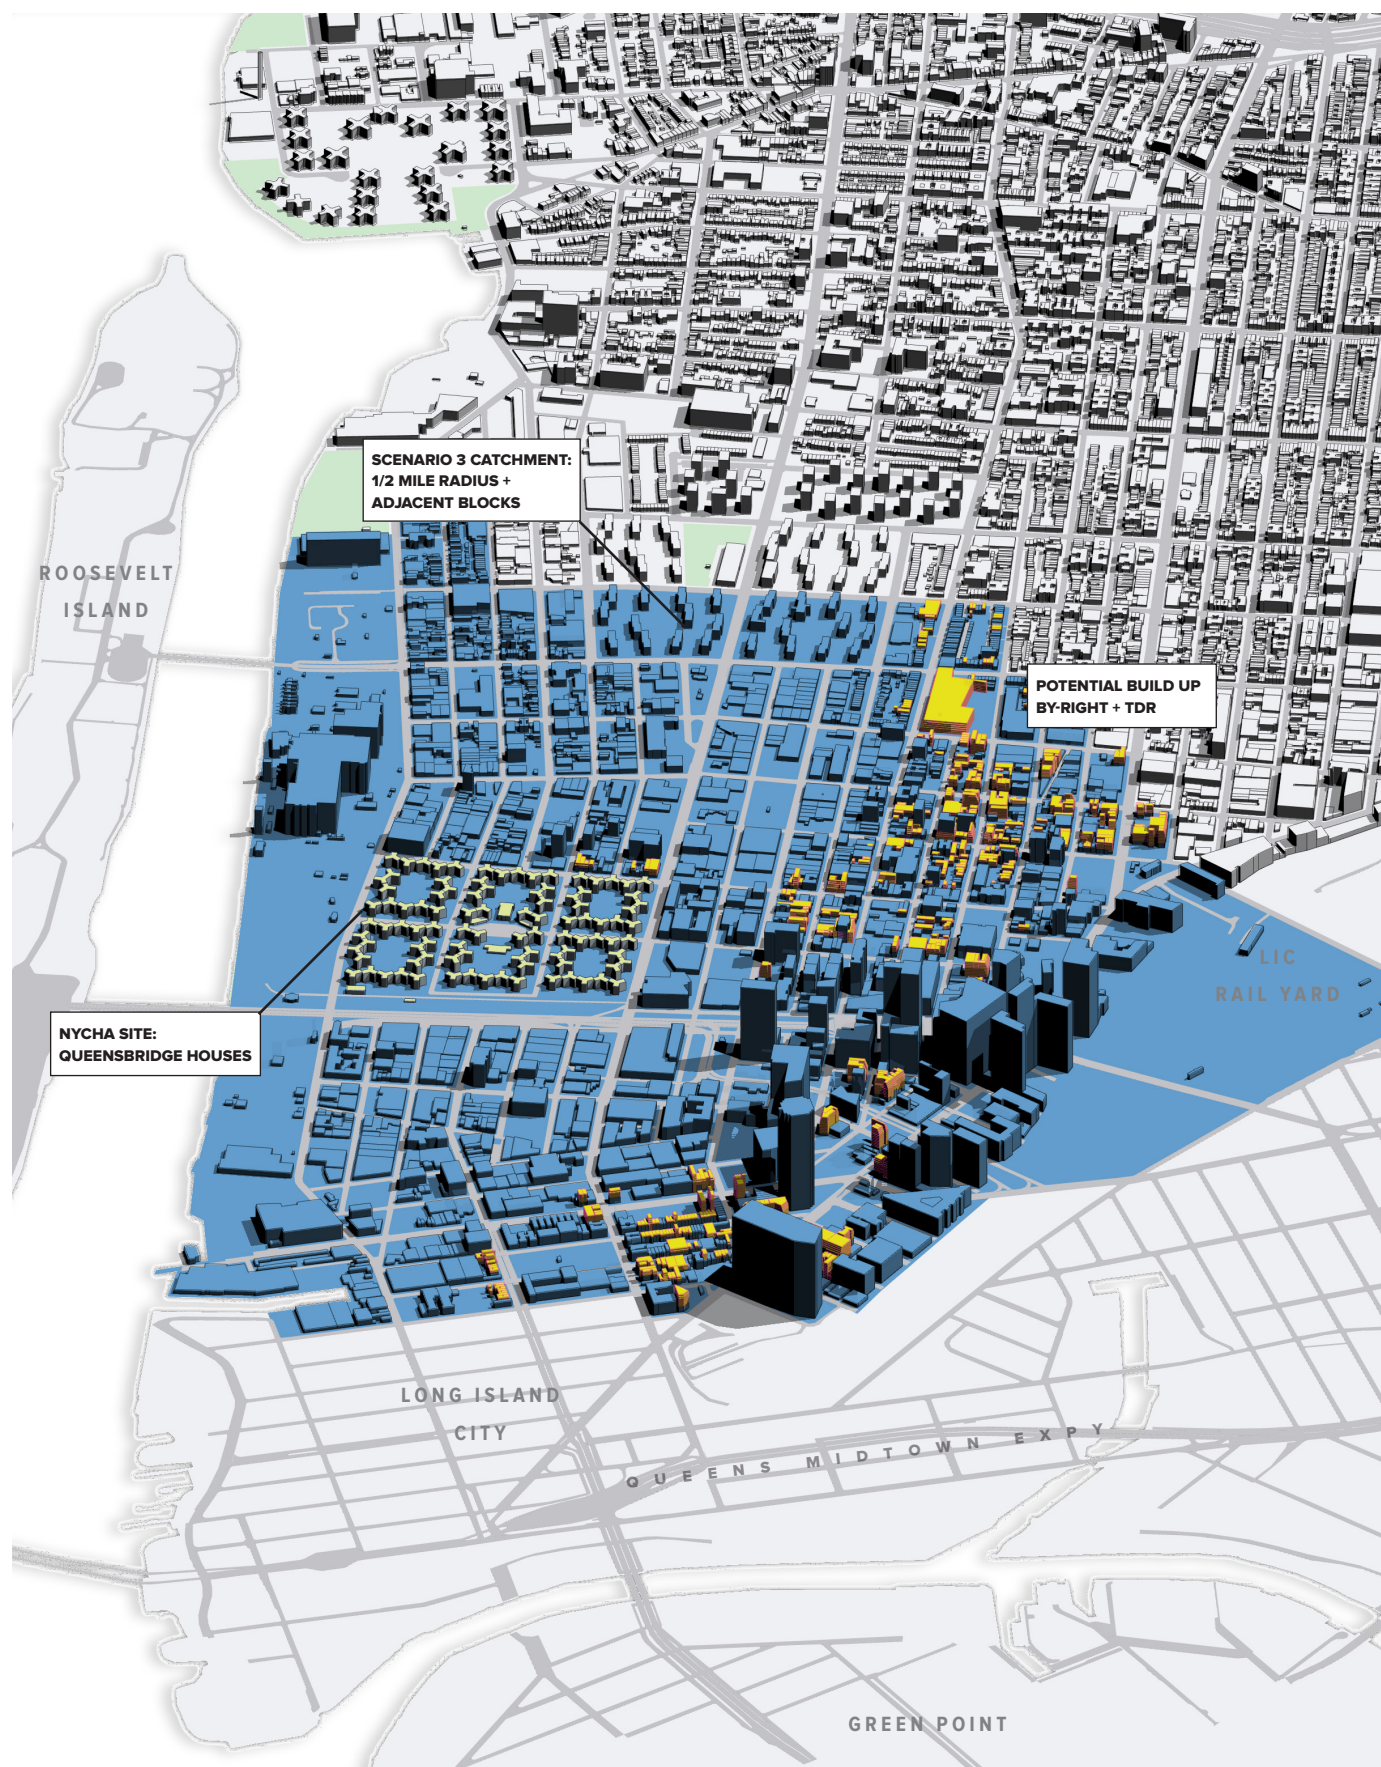 SCENARIO 3 CATCHMENT:
1/2 MILE RADIUS +
ADJACENT BLOCKS
ROOSEVELT
ISLAND
POTENTIAL BUILD UP
BY-RIGHT + TDR
LIC
RAIL YARD
NYCHA SITE:
QUEENSBRIDGE HOUSES
LONG ISLAND
CITY
QUEENS MIDTOWN EXPY
GREEN POINT